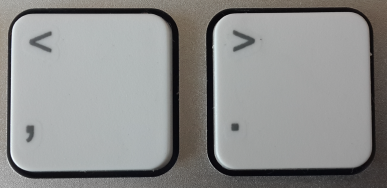 < >
, .